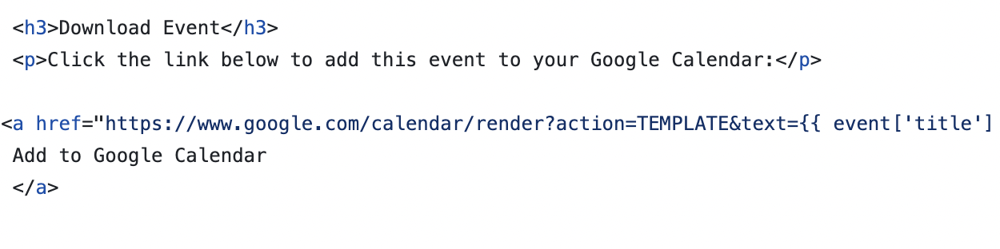 <h3>Download Event</h3>
<p>Click the link below to add this event to your Google Calendar:</p>
<a href="https://www.google.com/calendar/render?action=TEMPLATE&text={{ event['title']
Add to Google Calendar
</a>